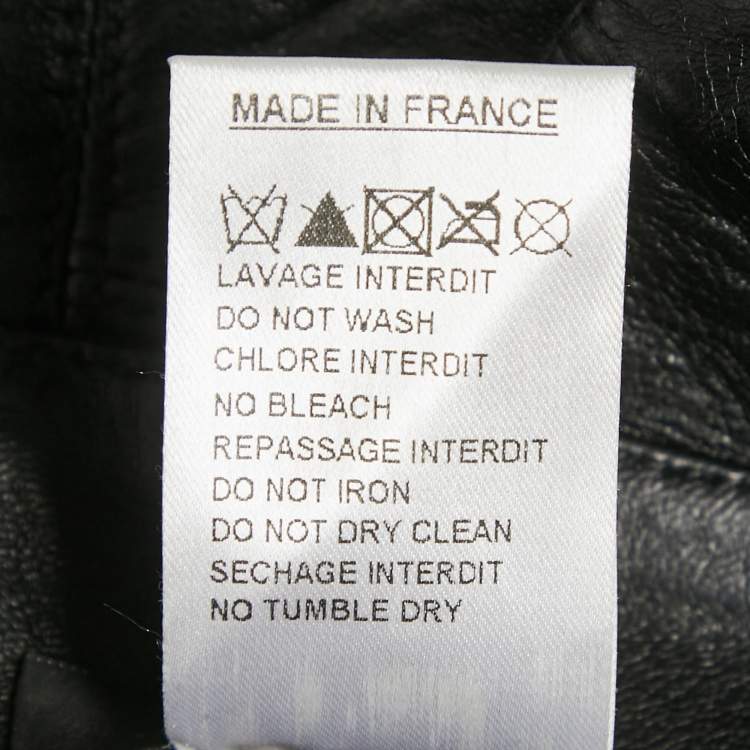 MADE IN FRANCE
LAVAGE INTERDIT
DO NOT WASH
CHLORE INTERDIT
NO BLEACH
REPASSAGE INTERDIT
DO NOT IRON
DO NOT DRY CLEAN
SECHAGE INTERDIT
NO TUMBLE DRY